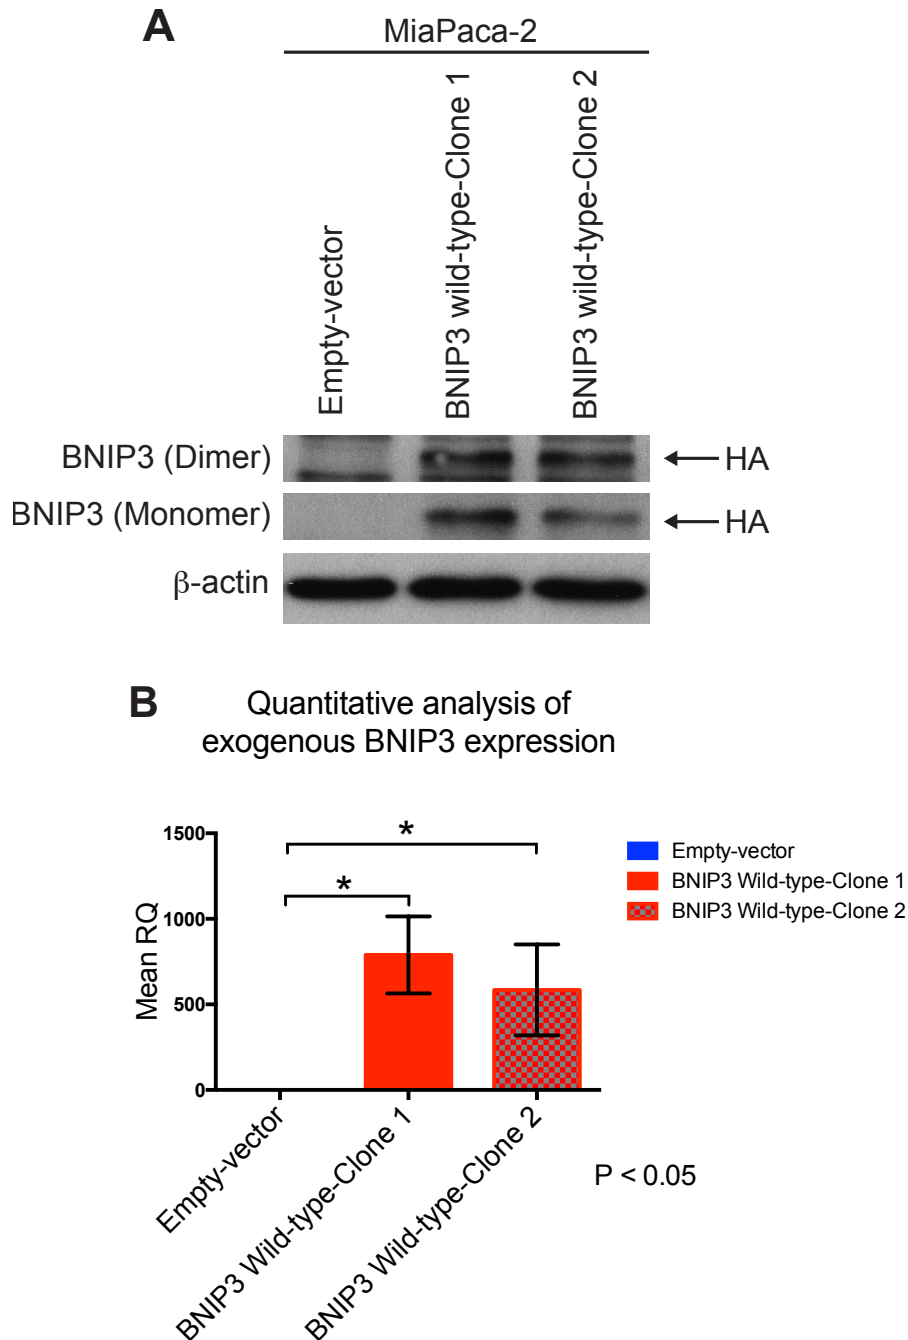 A
MiaPaca-2
Empty-vector
BNIP3 wild-type-Clone 1
BNIP3 wild-type-Clone 2
BNIP3 (Dimer)
HA
BNIP3 (Monomer)
HA
β-actin
B
Quantitative analysis of
exogenous BNIP3 expression
Mean RQ
1500
1000
500
0
*
*
Empty-vector
BNIP3 Wild-type-Clone 1
BNIP3 Wild-type-Clone 2
Empty-vector
BNIP3 Wild-type-Clone 1
BNIP3 Wild-type-Clone 2
P < 0.05